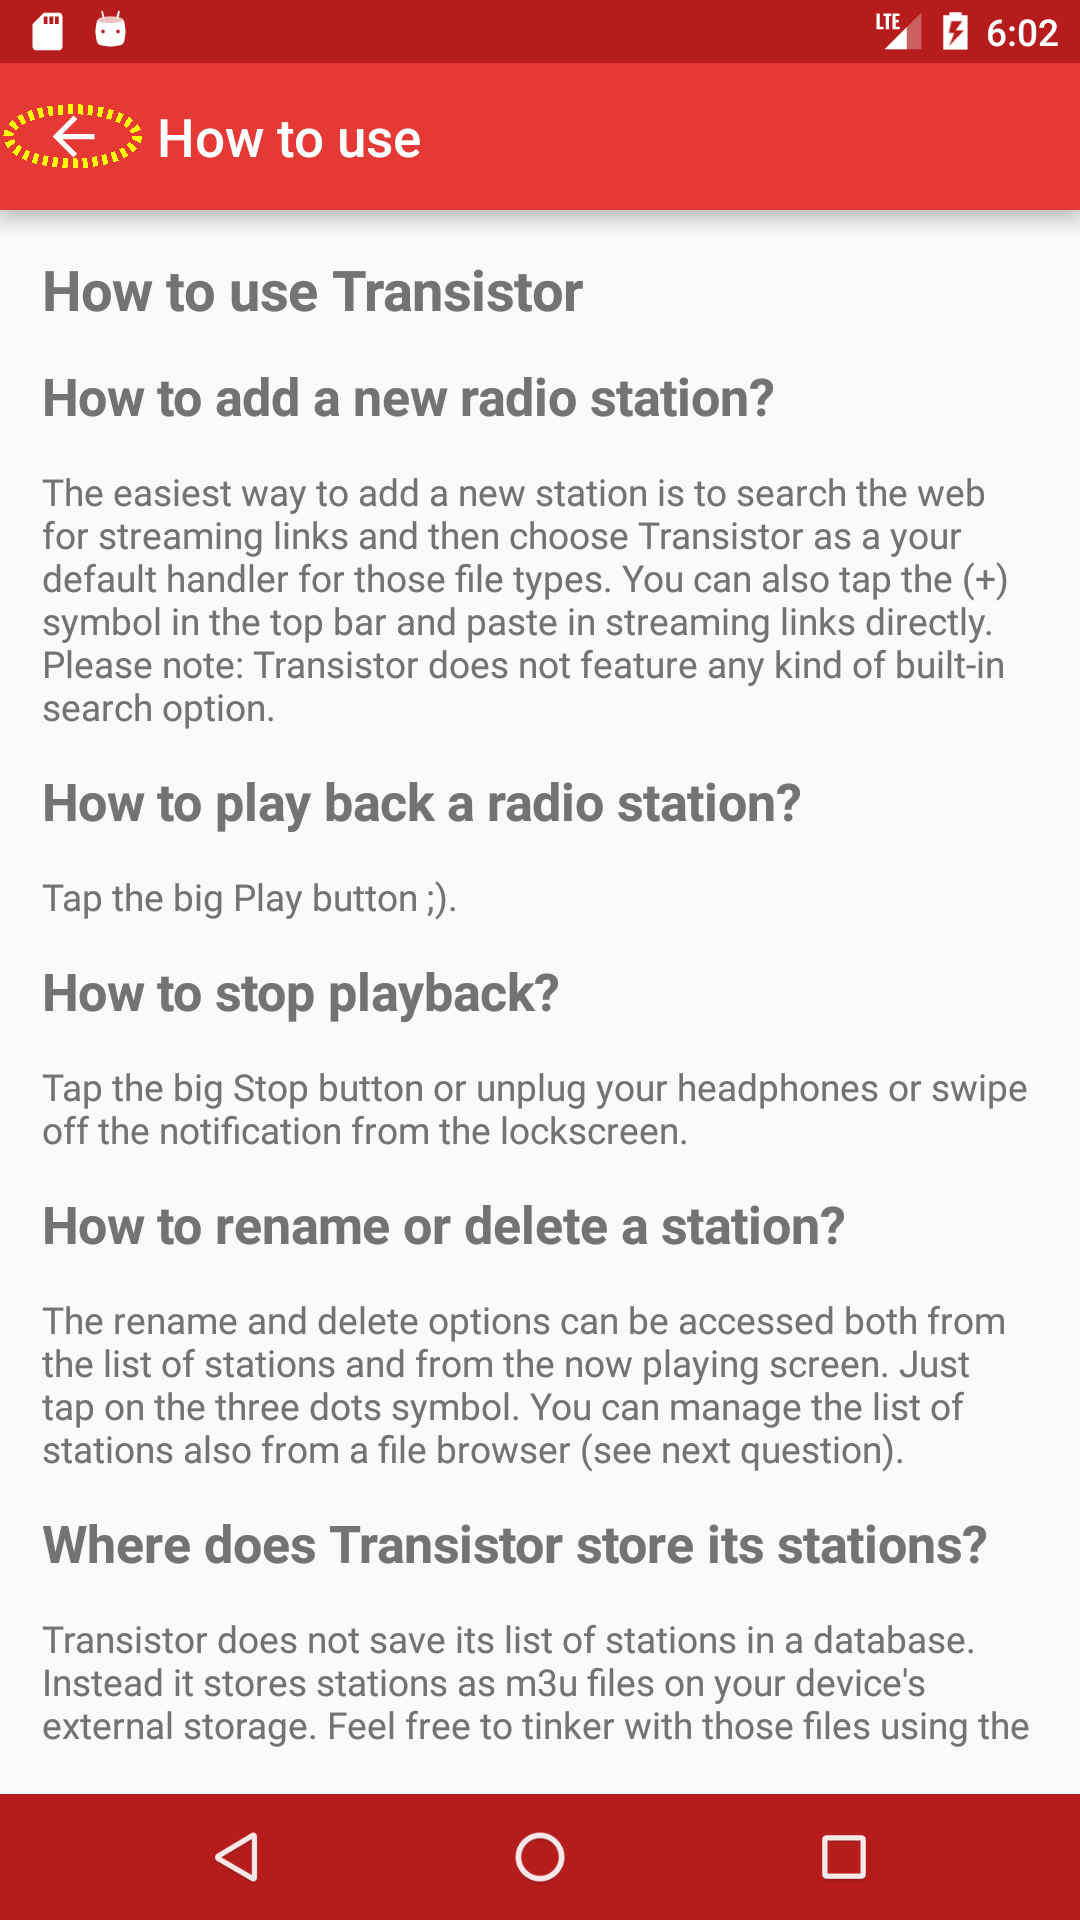 LTE 6:02
How to use
How to use Transistor
How to add a new radio station?
The easiest way to add a new station is to search the web
for streaming links and then choose Transistor as a your
default handler for those file types. You can also tap the (+)
symbol in the top bar and paste in streaming links directly.
Please note: Transistor does not feature any kind of built-in
search option.
How to play back a radio station?
Tap the big Play button ;).
How to stop playback?
Tap the big Stop button or unplug your headphones or swipe
off the notification from the lockscreen.
How to rename or delete a station?
The rename and delete options can be accessed both from
the list of stations and from the now playing screen. Just
tap on the three dots symbol. You can manage the list of
stations also from a file browser (see next question).
Where does Transistor store its stations?
Transistor does not save its list of stations in a database.
Instead it stores stations as m3u files on your device's
external storage. Feel free to tinker with those files using the